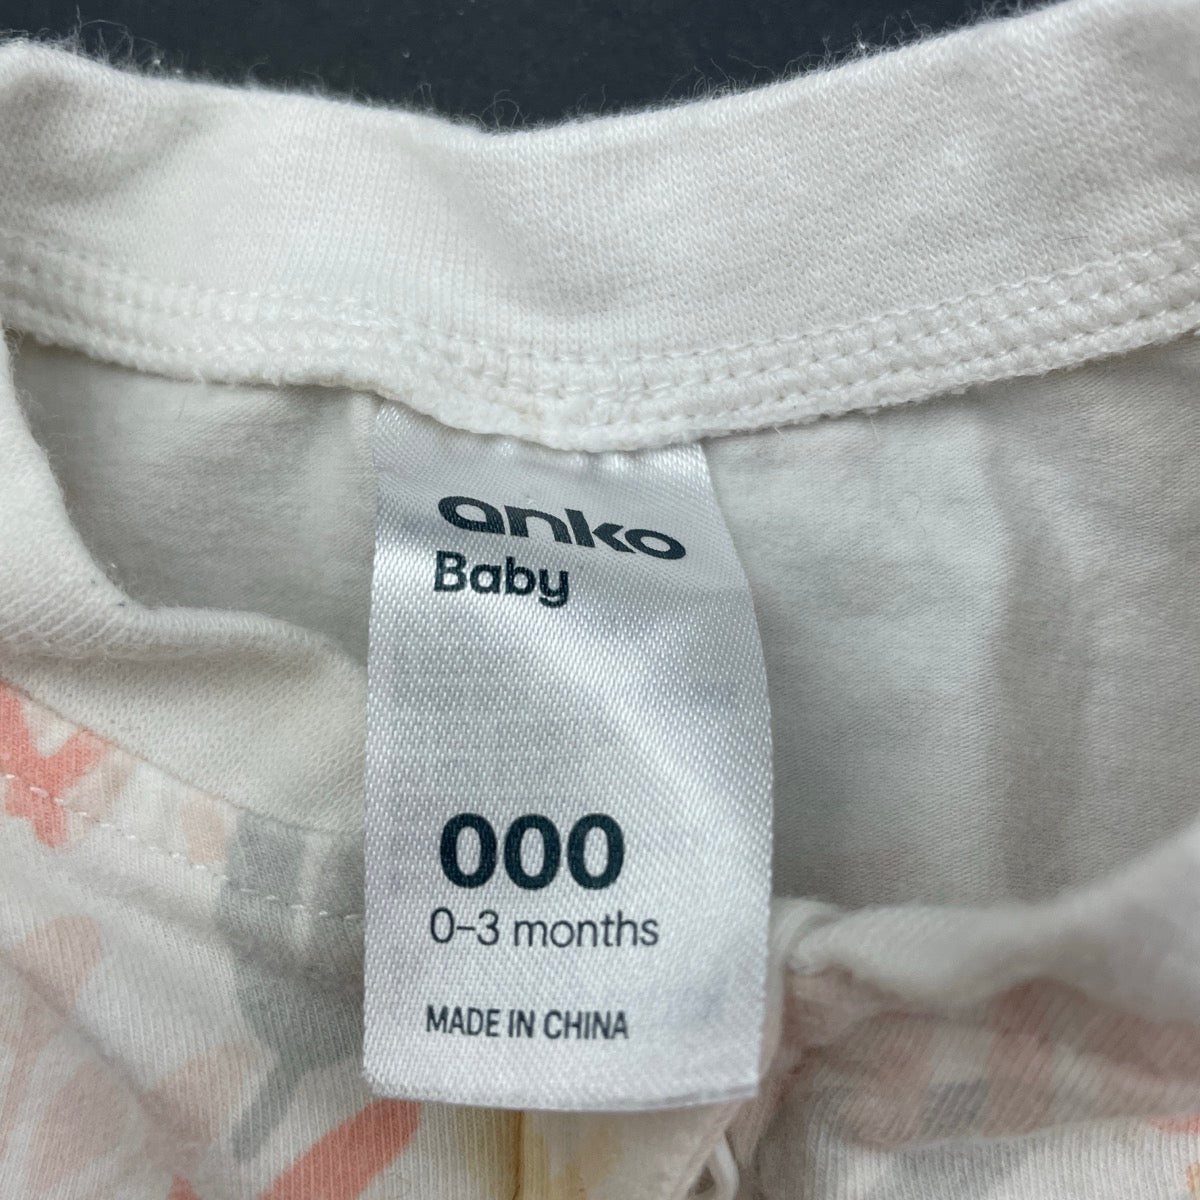 anko
Baby
000
0-3 months
MADE IN CHINA